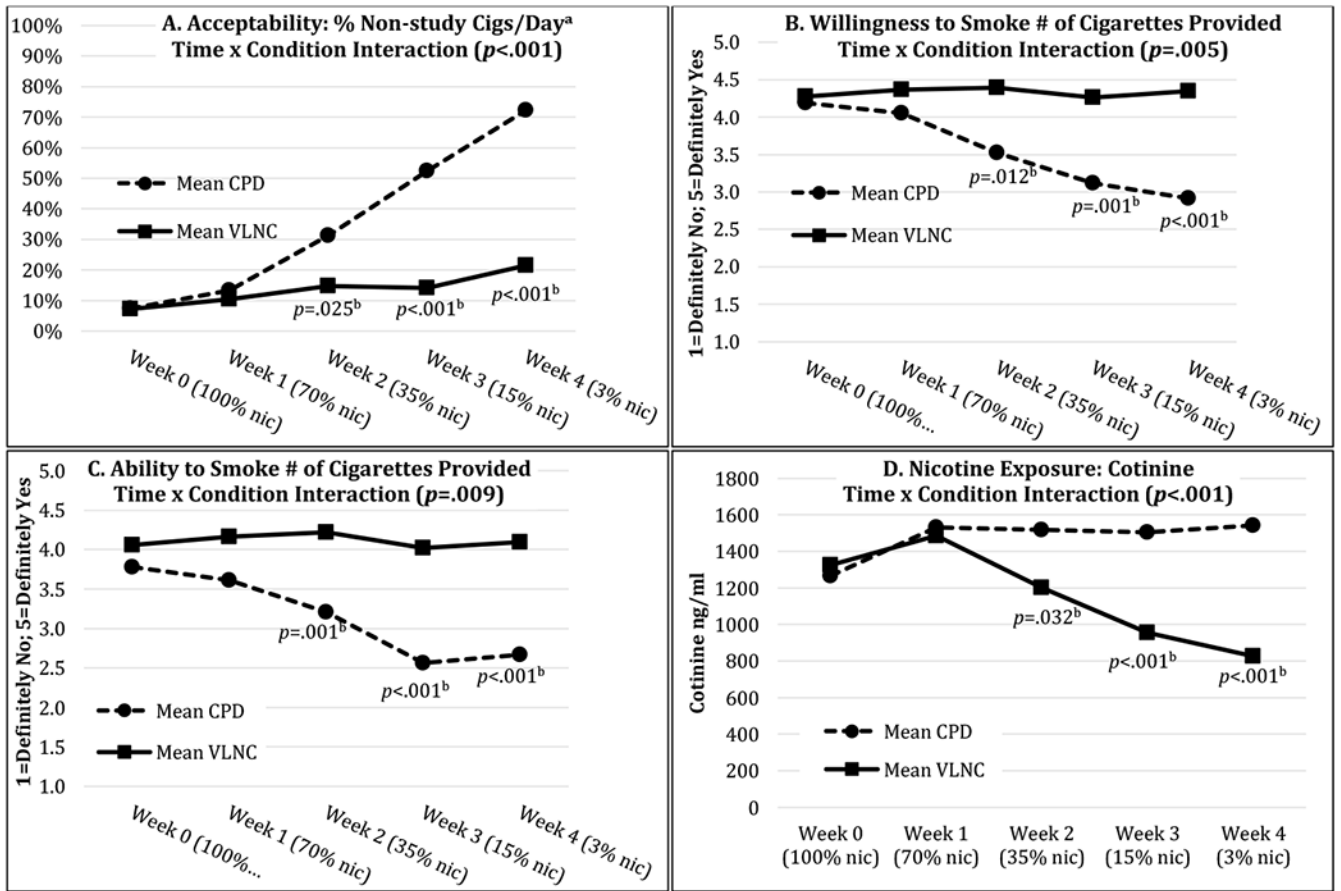 A. Acceptability: % Non-study Cigs/Dayᵃ
Time x Condition Interaction (p<.001)
100%
90%
80%
70%
60%
50%
40%
30%
20%
10%
0%
Mean CPD
Mean VLNC
p=.025ᵇ
p<.001ᵇ
p<.001ᵇ
Week 0 (100% nic)
Week 1 (70% nic)
Week 2 (35% nic)
Week 3 (15% nic)
Week 4 (3% nic)
B. Willingness to Smoke # of Cigarettes Provided
Time x Condition Interaction (p=.005)
1=Definitely No; 5=Definitely Yes
5.0
4.5
4.0
3.5
3.0
2.5
2.0
1.5
1.0
p=.012ᵇ
p=.001ᵇ
p<.001ᵇ
Mean CPD
Mean VLNC
Week 0 (100%...
Week 1 (70% nic)
Week 2 (35% nic)
Week 3 (15% nic)
Week 4 (3% nic)
C. Ability to Smoke # of Cigarettes Provided
Time x Condition Interaction (p=.009)
1=Definitely No; 5=Definitely Yes
5.0
4.5
4.0
3.5
3.0
2.5
2.0
1.5
1.0
p=.001ᵇ
p<.001ᵇ
p<.001ᵇ
Mean CPD
Mean VLNC
Week 0 (100%...
Week 1 (70% nic)
Week 2 (35% nic)
Week 3 (15% nic)
Week 4 (3% nic)
D. Nicotine Exposure: Cotinine
Time x Condition Interaction (p<.001)
Cotinine ng/ml
1800
1600
1400
1200
1000
800
600
400
200
0
p=.032ᵇ
p<.001ᵇ
p<.001ᵇ
Mean CPD
Mean VLNC
Week 0
(100% nic)
Week 1
(70% nic)
Week 2
(35% nic)
Week 3
(15% nic)
Week 4
(3% nic)